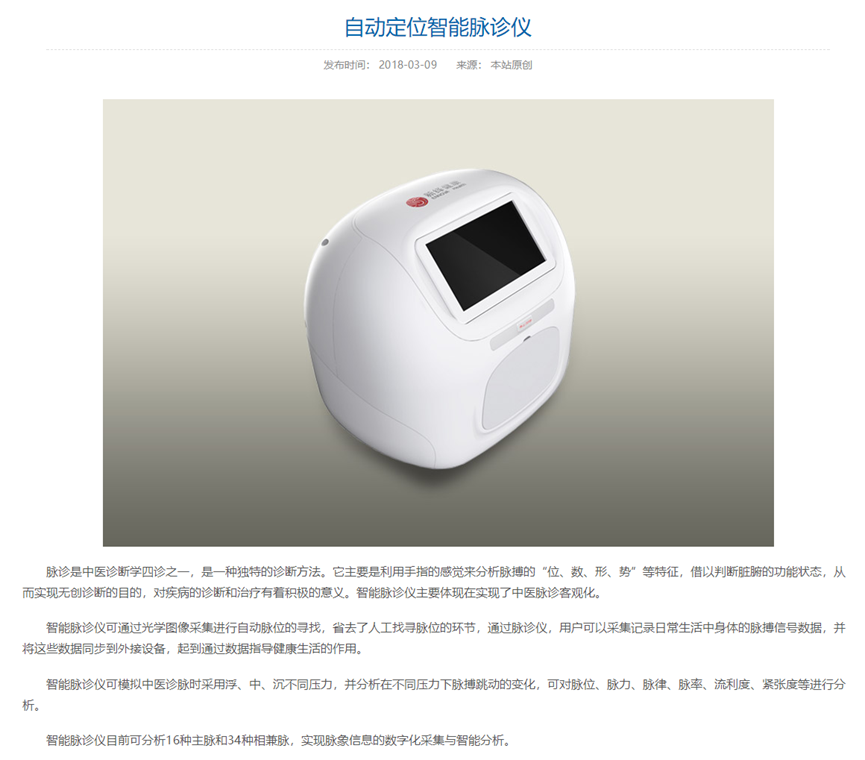 自动定位智能脉诊仪
发布时间： 2018-03-09 来源： 本站原创
脉诊是中医诊断学四诊之一，是一种独特的诊断方法。它主要是利用手指的感觉来分析脉搏的“位、数、形、势”等特征，借以判断脏腑的功能状态，从
而实现无创诊断的目的，对疾病的诊断和治疗有着积极的意义。智能脉诊仪主要体现在实现了中医脉诊客观化。
智能脉诊仪可通过光学图像采集进行自动脉位的寻找，省去了人工找寻脉位的环节，通过脉诊仪，用户可以采集记录日常生活中身体的脉搏信号数据，并
将这些数据同步到外接设备，起到通过数据指导健康生活的作用。
智能脉诊仪可模拟中医诊脉时采用浮、中、沉不同压力，并分析在不同压力下脉搏跳动的变化，可对脉位、脉力、脉律、脉率、流利度、紧张度等进行分
析。
智能脉诊仪目前可分析16种主脉和34种相兼脉，实现脉象信息的数字化采集与智能分析。